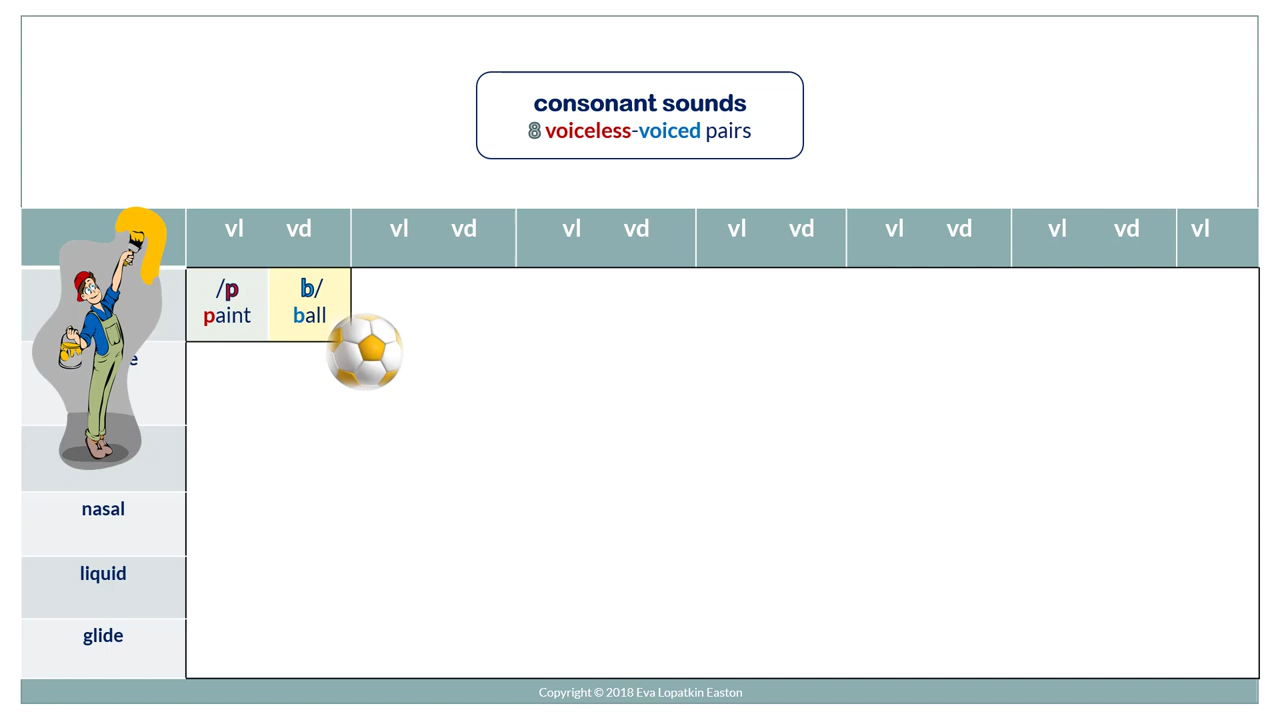 consonant sounds
8 voiceless-voiced pairs
vl vd vl vd vl vd vl vd vl vd vl vd vl
/p b/
paint ball
nasal
liquid
glide
Copyright © 2018 Eva Lopatkin Easton